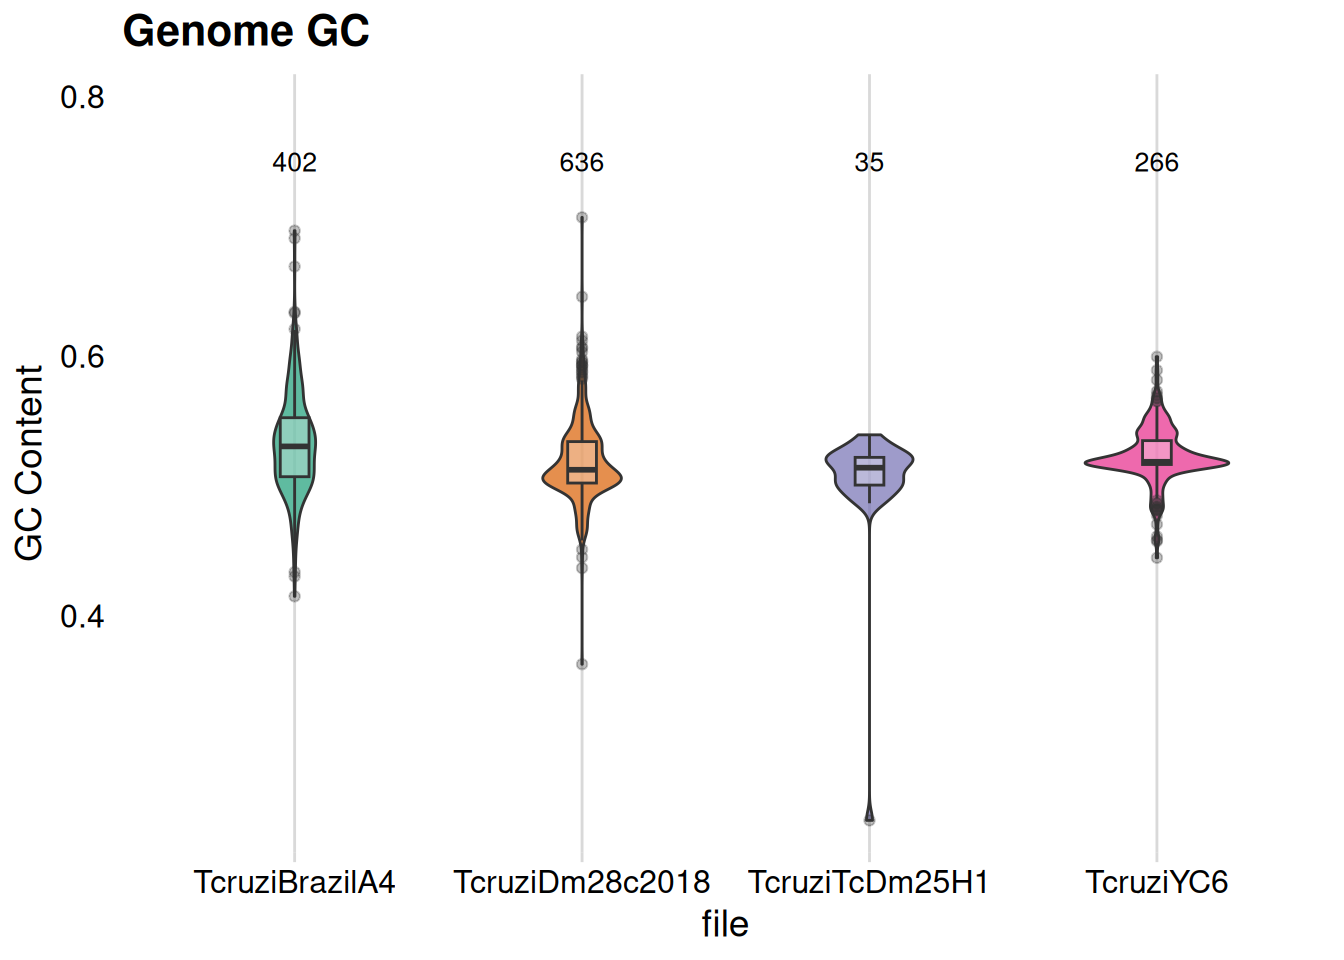 Genome GC
0.8
402 636 35 266
0.6
GC Content
0.4
TcruziBrazilA4 TcruziDm28c2018 TcruziTcDm25H1 TcruziYC6
file